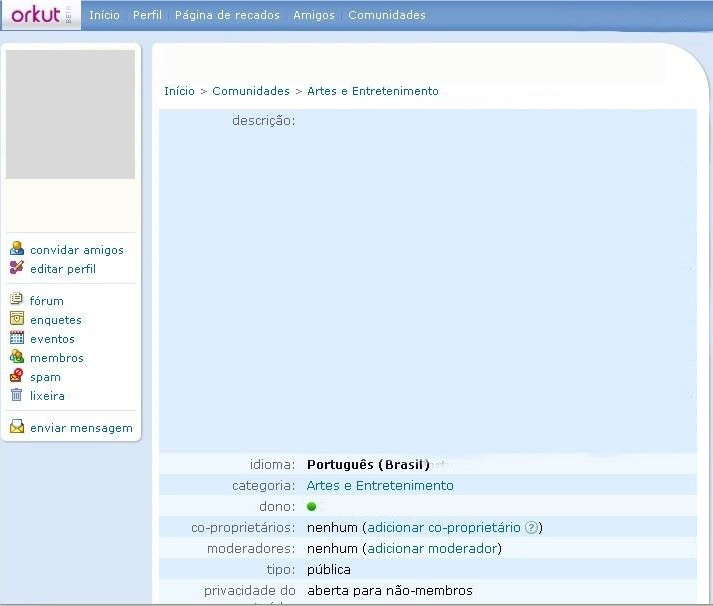 orkut BETA Início Perfil Página de recados Amigos Comunidades
Início > Comunidades > Artes e Entretenimento
descrição:
convidar amigos
editar perfil
fórum
enquetes
eventos
membros
spam
lixeira
enviar mensagem
idioma: Português (Brasil)
categoria: Artes e Entretenimento
dono:
co-proprietários: nenhum (adicionar co-proprietário ?)
moderadores: nenhum (adicionar moderador)
tipo: pública
privacidade do aberta para não-membros